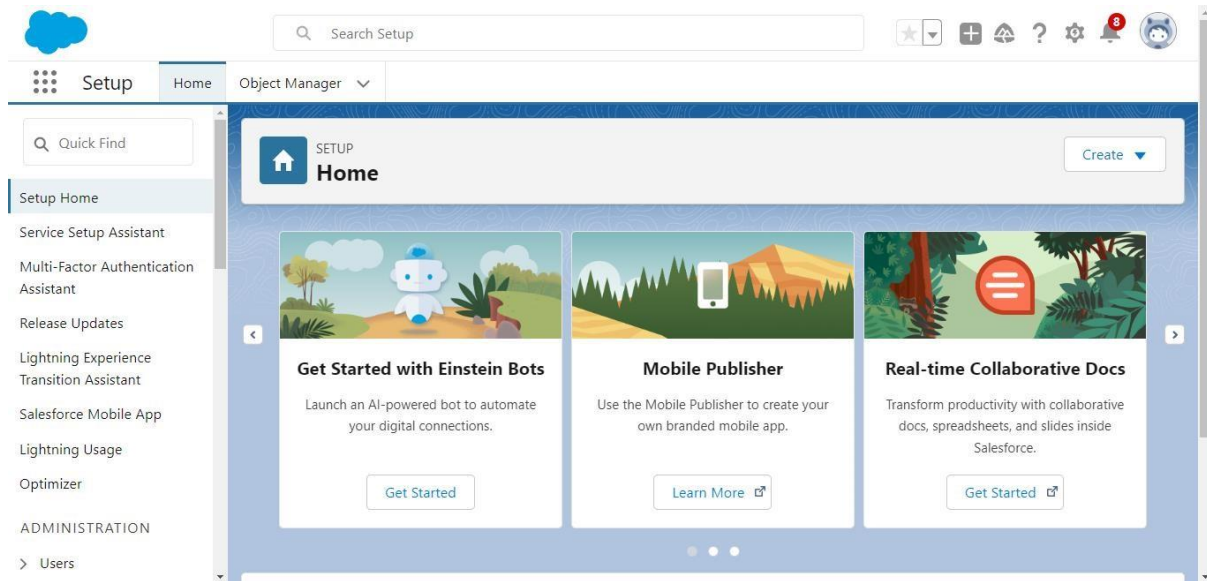 Search Setup
8
Setup
Home
Object Manager
Quick Find
Setup Home
Service Setup Assistant
Multi-Factor Authentication
Assistant
Release Updates
Lightning Experience
Transition Assistant
Salesforce Mobile App
Lightning Usage
Optimizer
ADMINISTRATION
Users
SETUP
Home
Create
Get Started with Einstein Bots
Launch an AI-powered bot to automate
your digital connections.
Get Started
Mobile Publisher
Use the Mobile Publisher to create your
own branded mobile app.
Learn More
Real-time Collaborative Docs
Transform productivity with collaborative
docs, spreadsheets, and slides inside
Salesforce.
Get Started